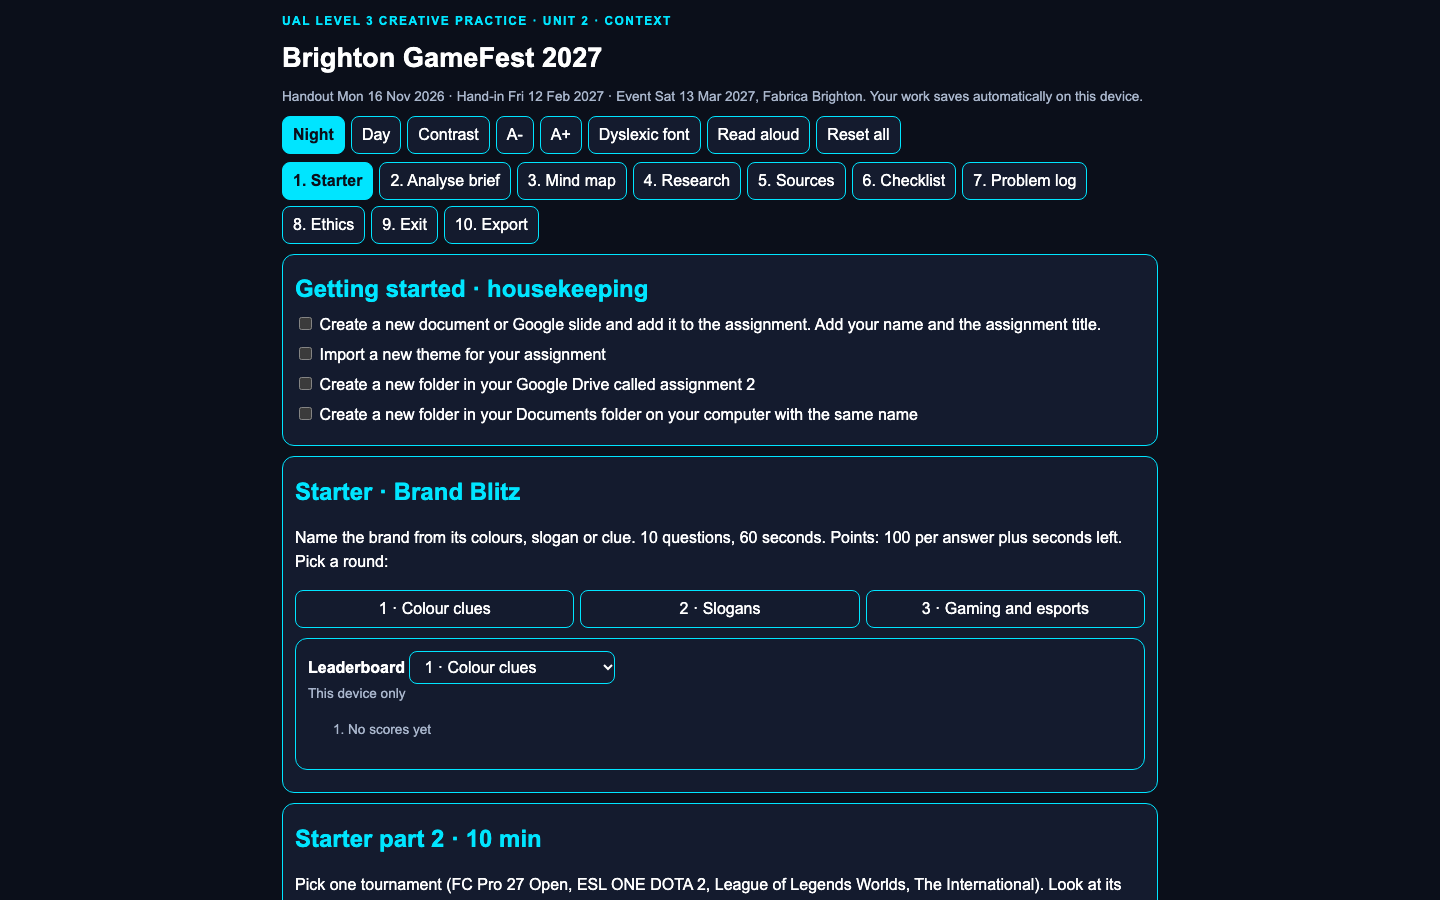 UAL LEVEL 3 CREATIVE PRACTICE · UNIT 2 · CONTEXT
Brighton GameFest 2027
Handout Mon 16 Nov 2026 · Hand-in Fri 12 Feb 2027 · Event Sat 13 Mar 2027, Fabrica Brighton. Your work saves automatically on this device.
Night Day Contrast A- A+ Dyslexic font Read aloud Reset all
1. Starter 2. Analyse brief 3. Mind map 4. Research 5. Sources 6. Checklist 7. Problem log
8. Ethics 9. Exit 10. Export
Getting started · housekeeping
Create a new document or Google slide and add it to the assignment. Add your name and the assignment title.
Import a new theme for your assignment
Create a new folder in your Google Drive called assignment 2
Create a new folder in your Documents folder on your computer with the same name
Starter · Brand Blitz
Name the brand from its colours, slogan or clue. 10 questions, 60 seconds. Points: 100 per answer plus seconds left.
Pick a round:
1 · Colour clues 2 · Slogans 3 · Gaming and esports
Leaderboard 1 · Colour clues
This device only
1. No scores yet
Starter part 2 · 10 min
Pick one tournament (FC Pro 27 Open, ESL ONE DOTA 2, League of Legends Worlds, The International). Look at its